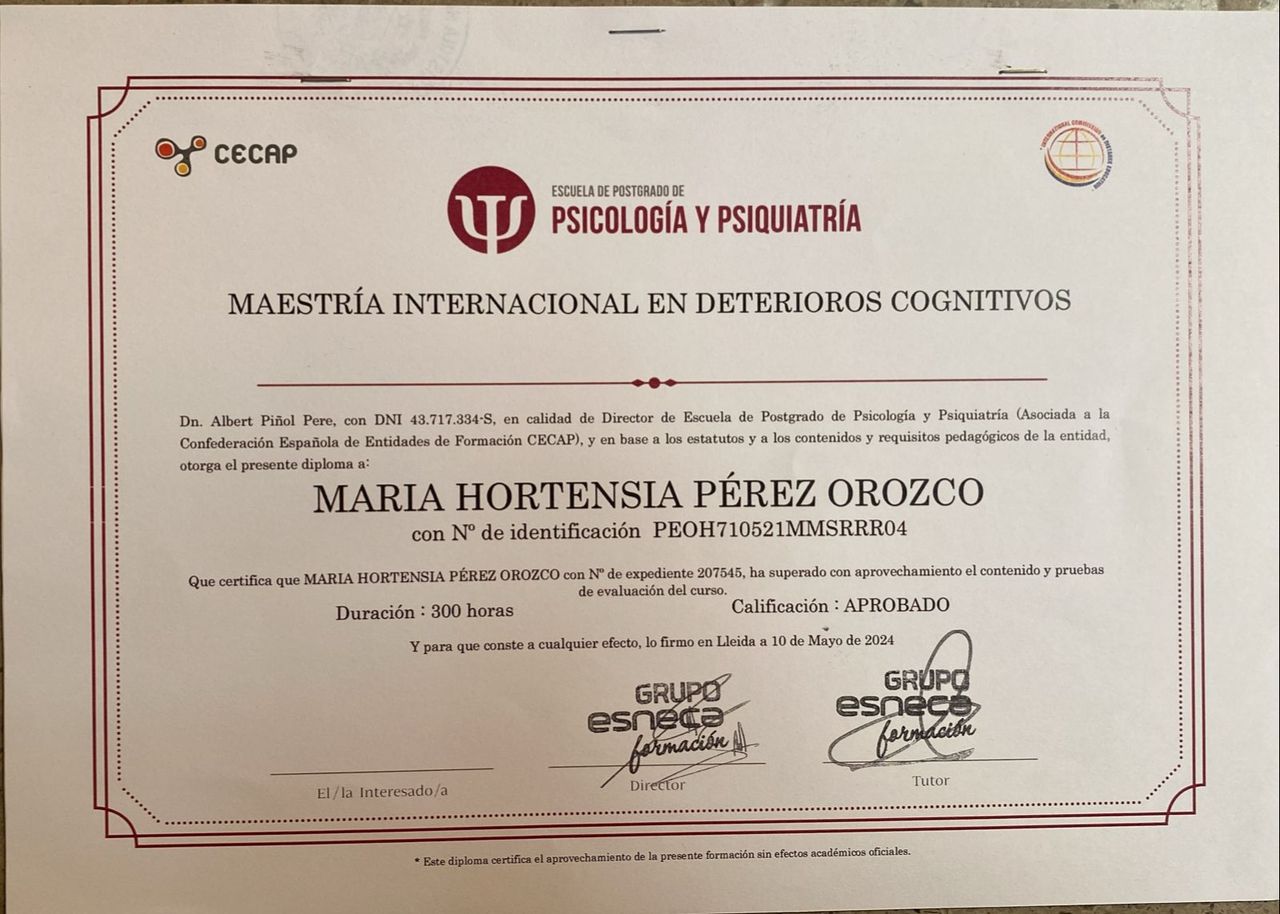 CECAP
INTERNATIONAL COMMISSION ON DISTANCE EDUCATION
ESCUELA DE POSTGRADO DE
PSICOLOGÍA Y PSIQUIATRÍA
MAESTRÍA INTERNACIONAL EN DETERIOROS COGNITIVOS
Dn. Albert Piñol Pere, con DNI 43.717.334-S, en calidad de Director de Escuela de Postgrado de Psicología y Psiquiatría (Asociada a la
Confederación Española de Entidades de Formación CECAP), y en base a los estatutos y a los contenidos y requisitos pedagógicos de la entidad,
otorga el presente diploma a:
MARIA HORTENSIA PÉREZ OROZCO
con Nº de identificación PEOH710521MMSRRR04
Que certifica que MARIA HORTENSIA PÉREZ OROZCO con Nº de expediente 207545, ha superado con aprovechamiento el contenido y pruebas
de evaluación del curso.
Duración : 300 horas Calificación : APROBADO
Y para que conste a cualquier efecto, lo firmo en Lleida a 10 de Mayo de 2024
GRUPO
esneca
formación
GRUPO
esneca
formación
El/la Interesado/a
Director
Tutor
* Este diploma certifica el aprovechamiento de la presente formación sin efectos académicos oficiales.